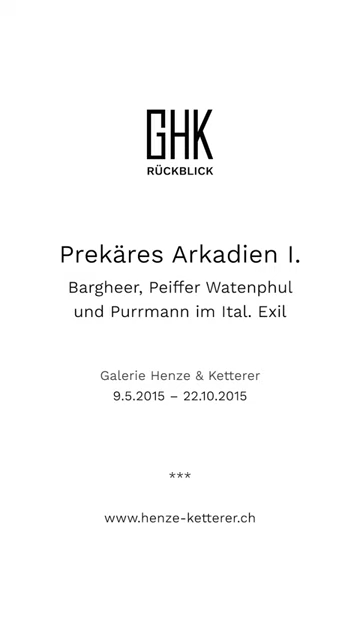 GHK
RÜCKBLICK
Prekäres Arkadien I.
Bargheer, Peiffer Watenphul
und Purrmann im Ital. Exil
Galerie Henze & Ketterer
9.5.2015 – 22.10.2015
***
www.henze-ketterer.ch